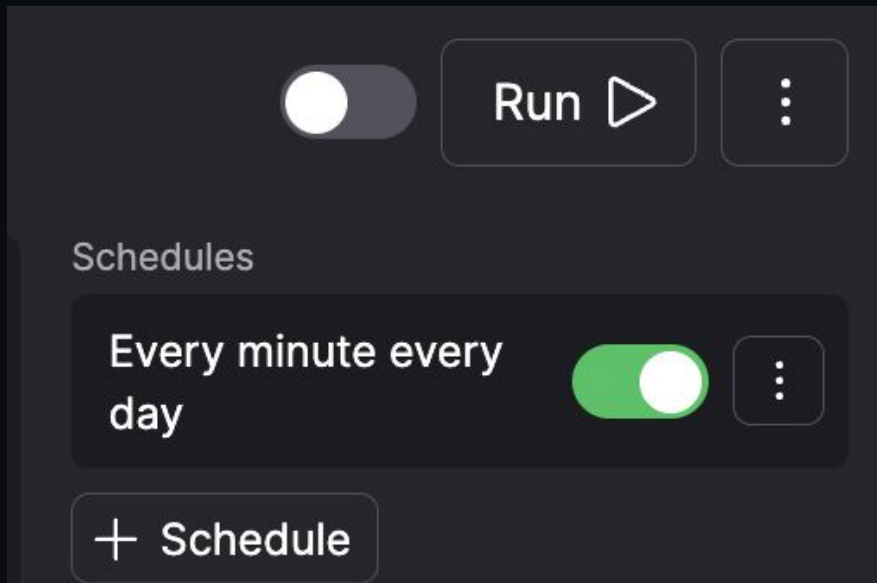 Run
Schedules
Every minute every
day
+ Schedule